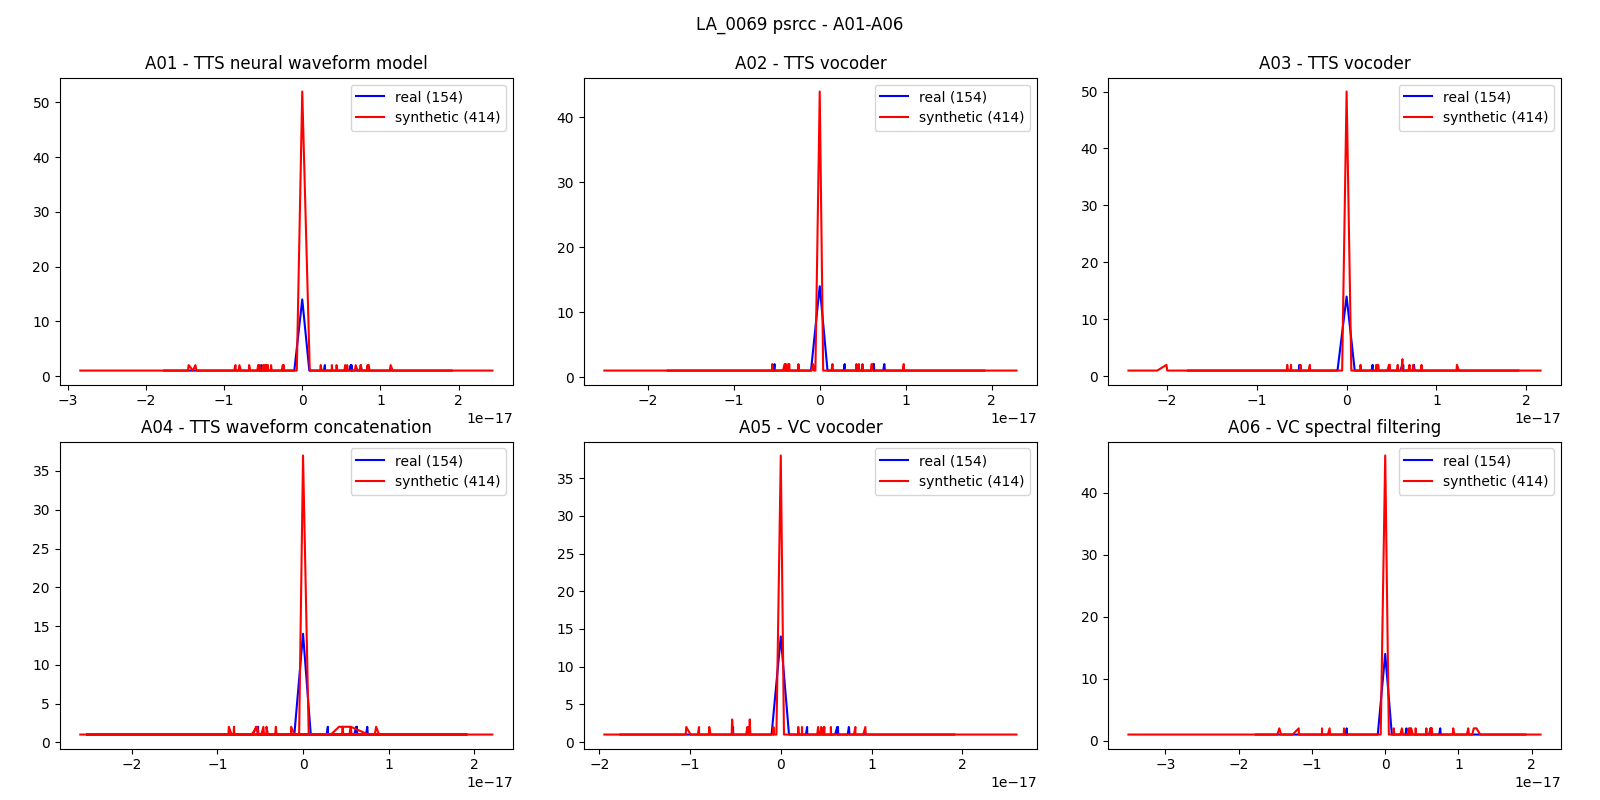 LA_0069 psrcc - A01-A06
A01 - TTS neural waveform model
real (154)
synthetic (414)
50
40
30
20
10
0
−3 −2 −1 0 1 2
1e−17
A02 - TTS vocoder
real (154)
synthetic (414)
40
30
20
10
0
−2 −1 0 1 2
1e−17
A03 - TTS vocoder
real (154)
synthetic (414)
50
40
30
20
10
0
−2 −1 0 1 2
1e−17
A04 - TTS waveform concatenation
real (154)
synthetic (414)
35
30
25
20
15
10
5
0
−2 −1 0 1 2
1e−17
A05 - VC vocoder
real (154)
synthetic (414)
35
30
25
20
15
10
5
0
−2 −1 0 1 2
1e−17
A06 - VC spectral filtering
real (154)
synthetic (414)
40
30
20
10
0
−3 −2 −1 0 1 2
1e−17